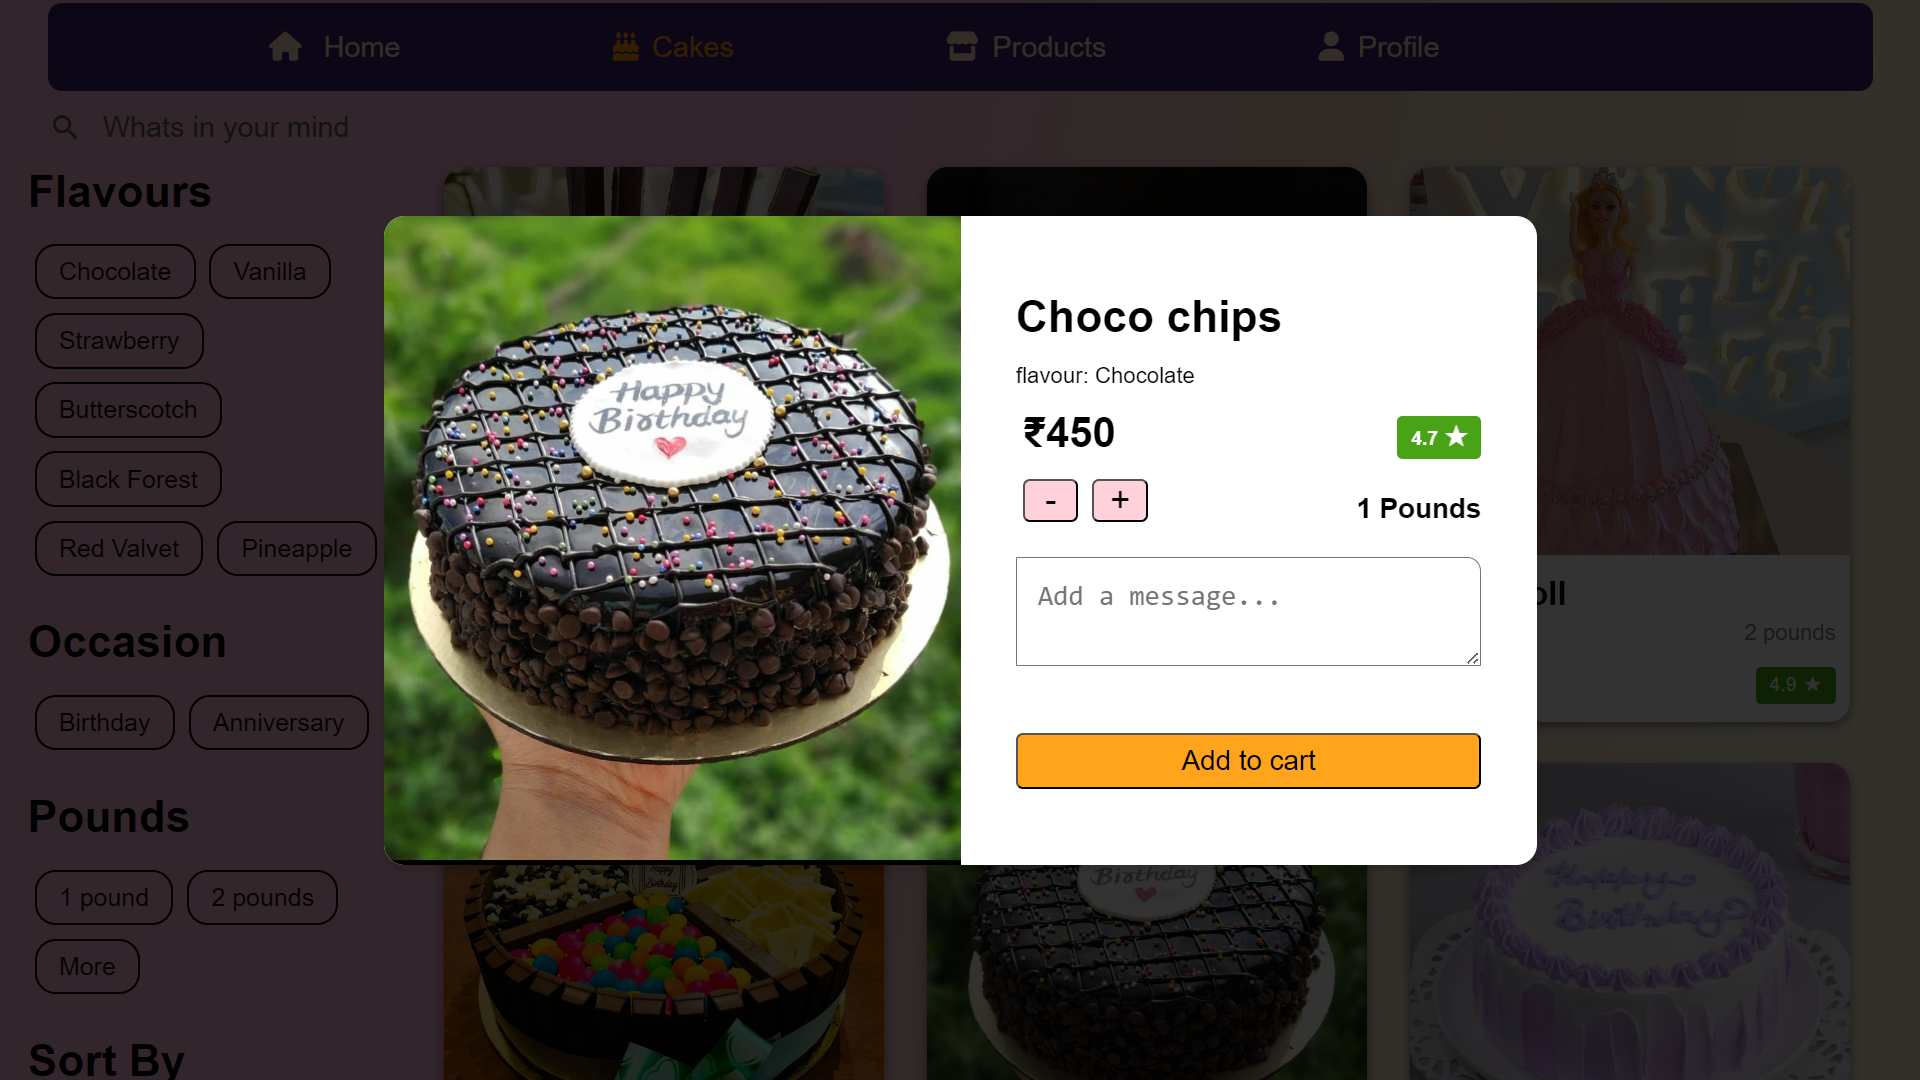 Home
Cakes
Products
Profile
Whats in your mind
Flavours
Chocolate
Vanilla
Strawberry
Butterscotch
Black Forest
Red Valvet
Pineapple
Occasion
Birthday
Anniversary
Pounds
1 pound
2 pounds
More
Sort By
Happy
Birthday
Choco chips
flavour: Chocolate
₹450
4.7 ★
-
+
1 Pounds
Add a message...
Add to cart
oll
2 pounds
4.9 ★
Happy
Birthday
Birthday
Happy
Birthday